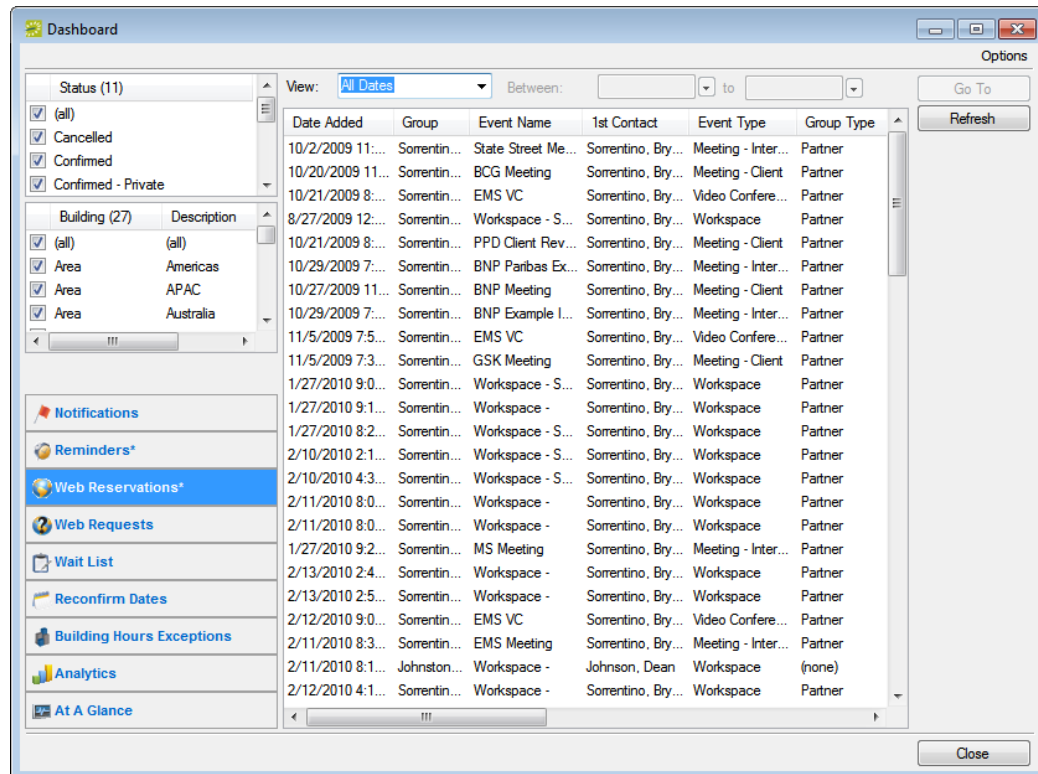 Dashboard
Options
Status (11)
(all)
Cancelled
Confirmed
Confirmed - Private
Building (27) Description
(all) (all)
Area Americas
Area APAC
Area Australia
Notifications
Reminders*
Web Reservations*
Web Requests
Wait List
Reconfirm Dates
Building Hours Exceptions
Analytics
At A Glance
View: All Dates Between: to
Date Added Group Event Name 1st Contact Event Type Group Type
10/2/2009 11:... Sorrentin... State Street Me... Sorrentino, Bry... Meeting - Inter... Partner
10/20/2009 11... Sorrentin... BCG Meeting Sorrentino, Bry... Meeting - Client Partner
10/21/2009 8:... Sorrentin... EMS VC Sorrentino, Bry... Video Confere... Partner
8/27/2009 12:... Sorrentin... Workspace - S... Sorrentino, Bry... Workspace Partner
10/21/2009 8:... Sorrentin... PPD Client Rev... Sorrentino, Bry... Meeting - Client Partner
10/29/2009 7:... Sorrentin... BNP Paribas Ex... Sorrentino, Bry... Meeting - Inter... Partner
10/27/2009 11... Sorrentin... BNP Meeting Sorrentino, Bry... Meeting - Client Partner
10/29/2009 7:... Sorrentin... BNP Example I... Sorrentino, Bry... Meeting - Inter... Partner
11/5/2009 7:5... Sorrentin... EMS VC Sorrentino, Bry... Video Confere... Partner
11/5/2009 7:3... Sorrentin... GSK Meeting Sorrentino, Bry... Meeting - Client Partner
1/27/2010 9:0... Sorrentin... Workspace - S... Sorrentino, Bry... Workspace Partner
1/27/2010 9:1... Sorrentin... Workspace - Sorrentino, Bry... Workspace Partner
1/27/2010 8:2... Sorrentin... Workspace - S... Sorrentino, Bry... Workspace Partner
2/10/2010 2:1... Sorrentin... Workspace - S... Sorrentino, Bry... Workspace Partner
2/10/2010 4:3... Sorrentin... Workspace - S... Sorrentino, Bry... Workspace Partner
2/11/2010 8:0... Sorrentin... Workspace - Sorrentino, Bry... Workspace Partner
2/11/2010 8:0... Sorrentin... Workspace - Sorrentino, Bry... Workspace Partner
1/27/2010 9:2... Sorrentin... MS Meeting Sorrentino, Bry... Meeting - Inter... Partner
2/13/2010 2:4... Sorrentin... Workspace - Sorrentino, Bry... Workspace Partner
2/13/2010 2:5... Sorrentin... Workspace - Sorrentino, Bry... Workspace Partner
2/12/2010 9:0... Sorrentin... EMS VC Sorrentino, Bry... Video Confere... Partner
2/11/2010 8:3... Sorrentin... EMS Meeting Sorrentino, Bry... Meeting - Inter... Partner
2/11/2010 8:1... Johnston... Workspace - Johnson, Dean Workspace (none)
2/12/2010 4:1... Sorrentin... Workspace - Sorrentino, Bry... Workspace Partner
Go To
Refresh
Close